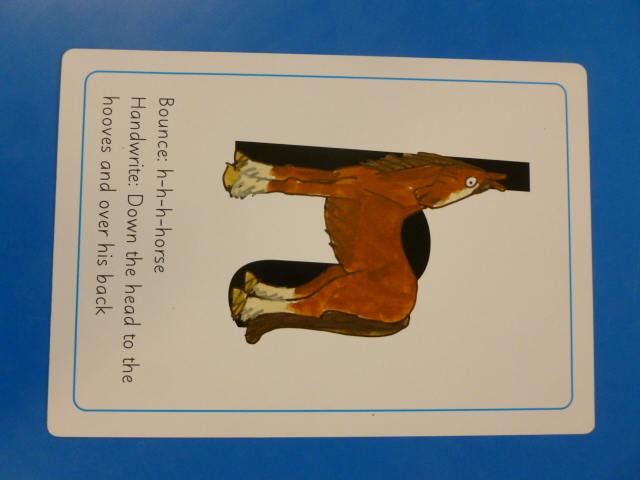 Bounce: h-h-h-horse
Handwrite: Down the head to the
hooves and over his back